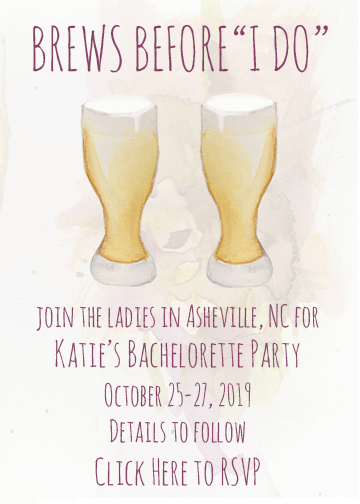 BREWS BEFORE “I DO”
JOIN THE LADIES IN ASHEVILLE, NC FOR
KATIE’S BACHELORETTE PARTY
OCTOBER 25-27, 2019
DETAILS TO FOLLOW
CLICK HERE TO RSVP